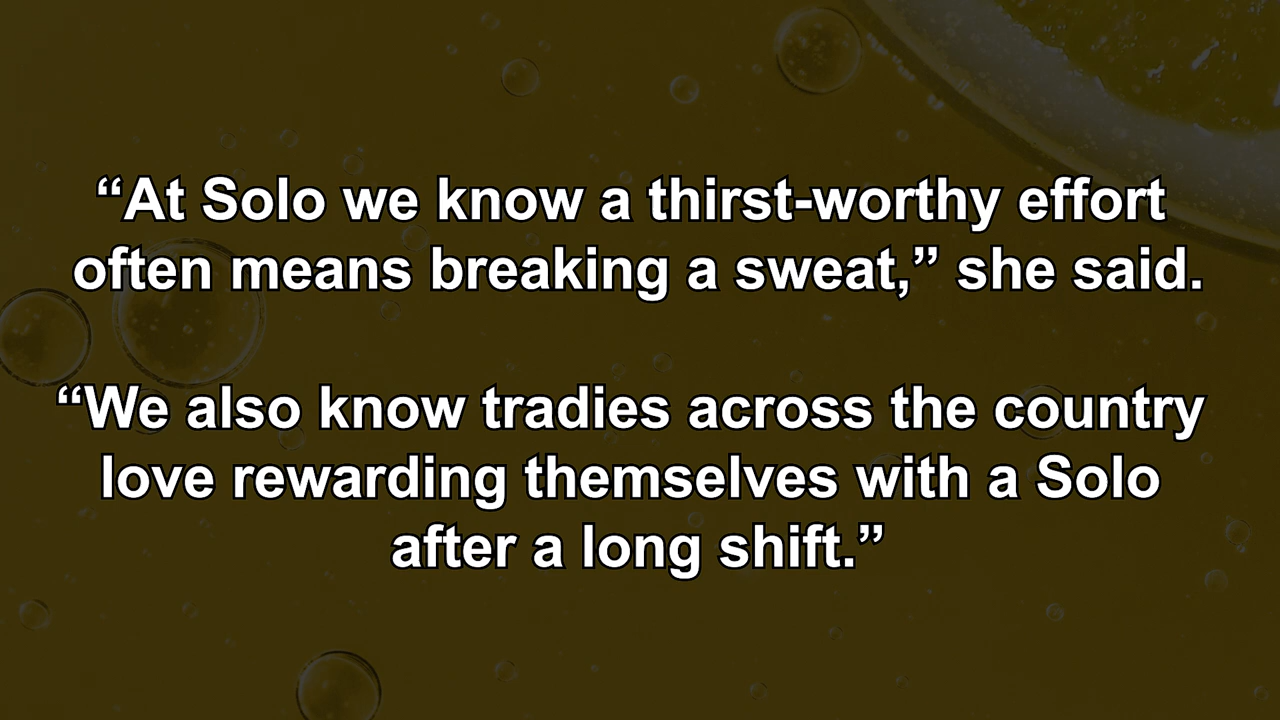 “At Solo we know a thirst-worthy effort
often means breaking a sweat,” she said.
“We also know tradies across the country
love rewarding themselves with a Solo
after a long shift.”